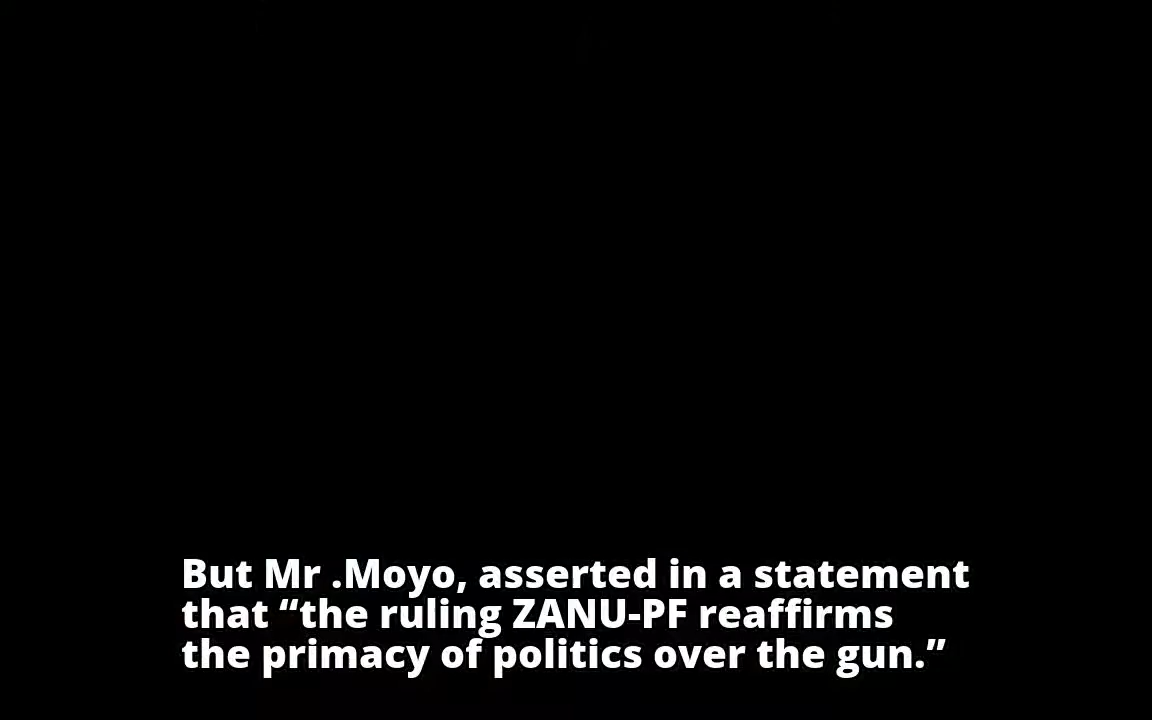 But Mr .Moyo, asserted in a statement
that “the ruling ZANU-PF reaffirms
the primacy of politics over the gun.”